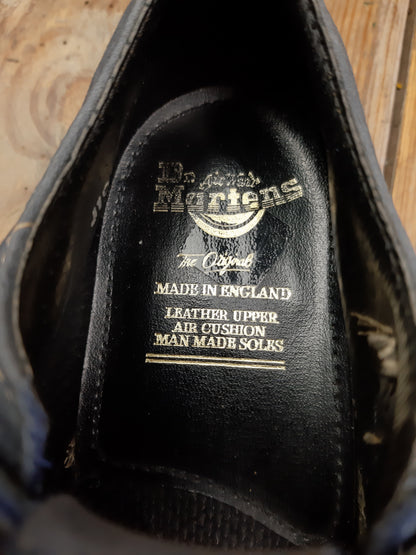 Dr. Martens
The Original
MADE IN ENGLAND
LEATHER UPPER
AIR CUSHION
MAN MADE SOLES